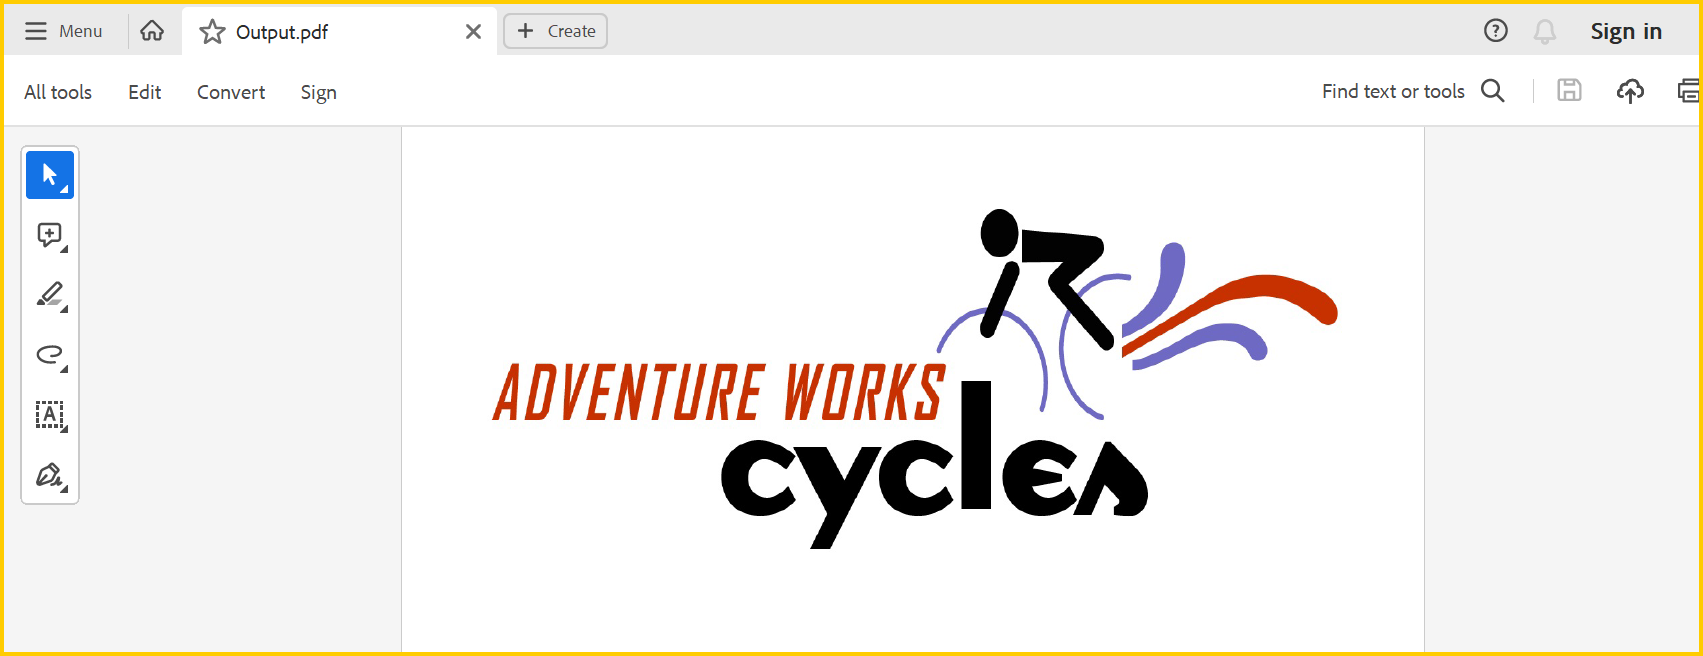 Menu
Output.pdf
Create
Sign in
All tools Edit Convert Sign
Find text or tools
A
ADVENTURE WORKS
cycles